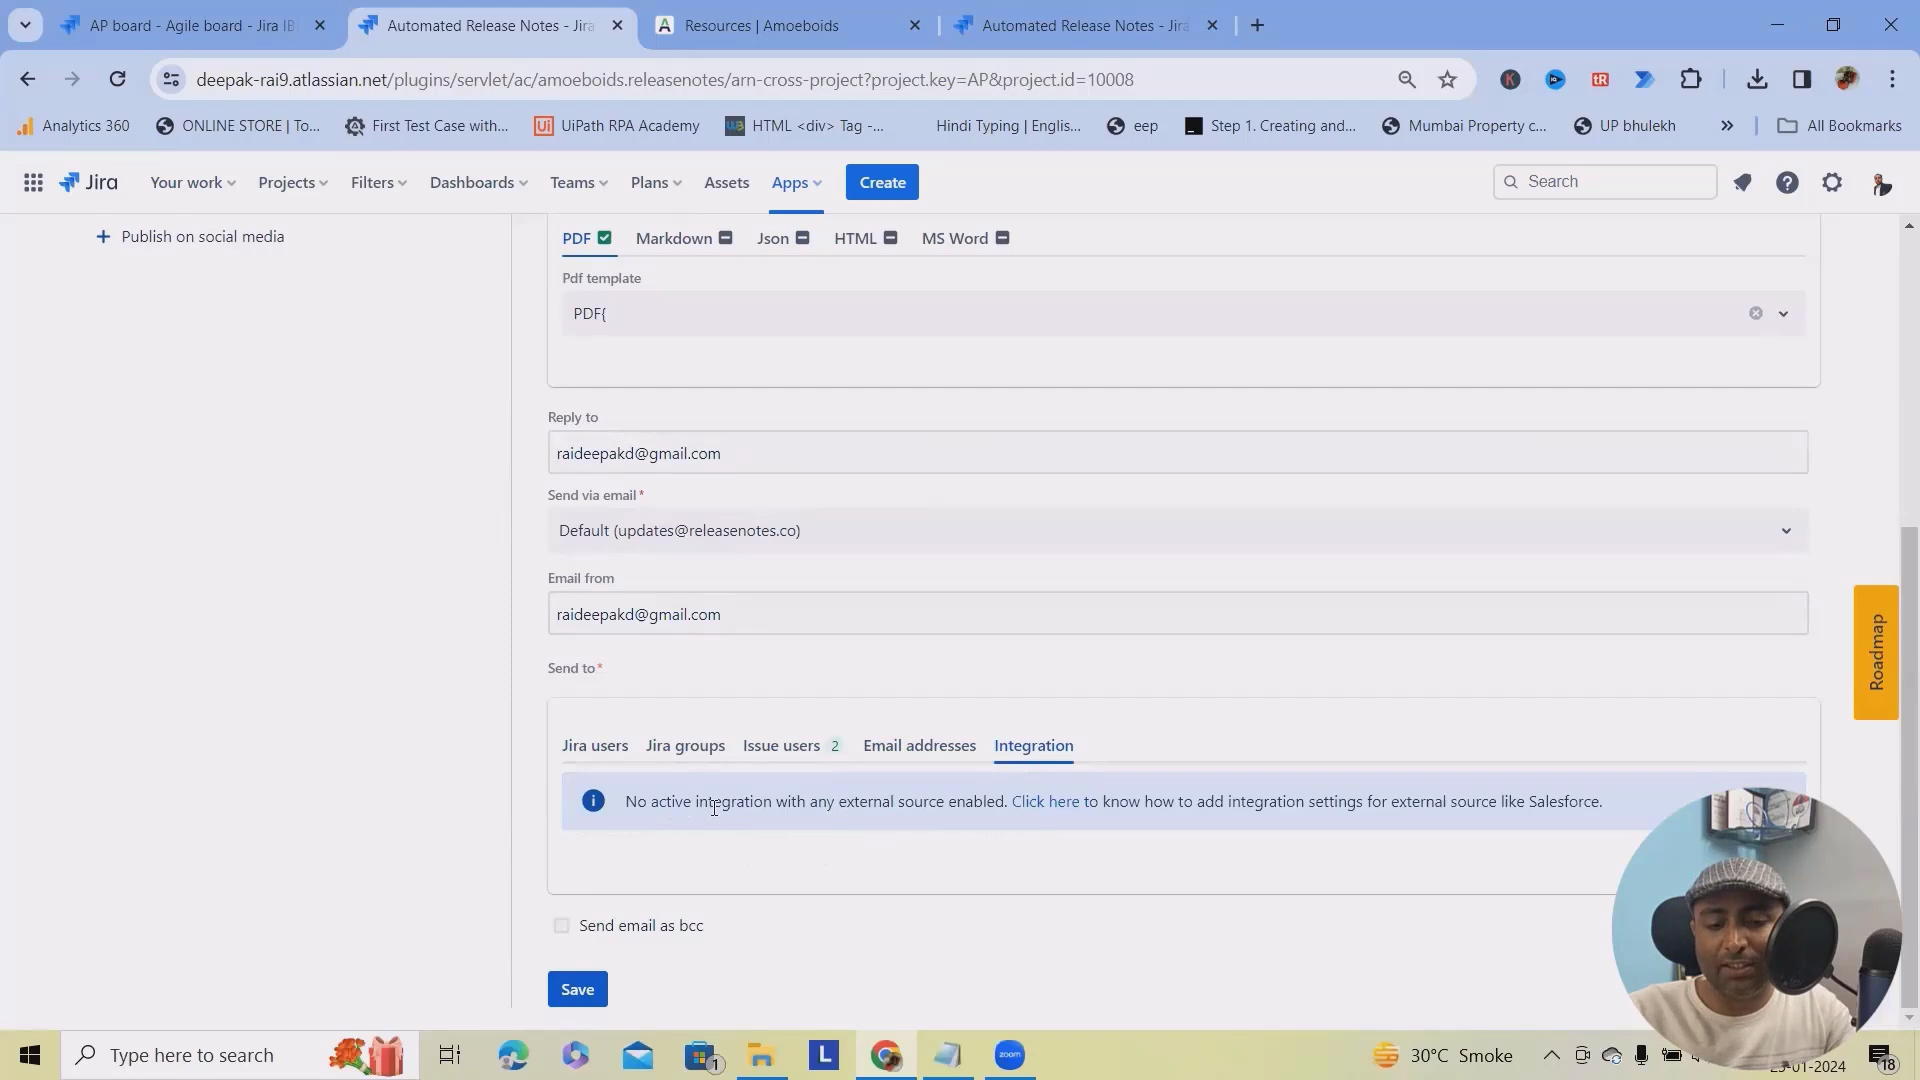 AP board - Agile board - Jira IB
Automated Release Notes - Jira
Resources | Amoeboids
Automated Release Notes - Jira
deepak-rai9.atlassian.net/plugins/servlet/ac/amoeboids.releasenotes/arn-cross-project?project.key=AP&project.id=10008
Analytics 360
ONLINE STORE | To...
First Test Case with...
UiPath RPA Academy
HTML <div> Tag -...
Hindi Typing | Englis...
eep
Step 1. Creating and...
Mumbai Property c...
UP bhulekh
All Bookmarks
Jira
Your work
Projects
Filters
Dashboards
Teams
Plans
Assets
Apps
Create
Search
Publish on social media
PDF
Markdown
Json
HTML
MS Word
Pdf template
PDF{
Reply to
raideepakd@gmail.com
Send via email*
Default (updates@releasenotes.co)
Email from
raideepakd@gmail.com
Send to*
Jira users
Jira groups
Issue users 2
Email addresses
Integration
No active integration with any external source enabled. Click here to know how to add integration settings for external source like Salesforce.
Send email as bcc
Save
Roadmap
Type here to search
1
L
zoom
30°C Smoke
18